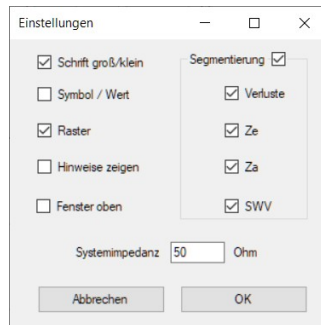 Einstellungen
Schrift groß/klein
Segmentierung
Symbol / Wert
Verluste
Raster
Ze
Hinweise zeigen
Za
Fenster oben
SWV
Systemimpedanz 50 Ohm
Abbrechen
OK